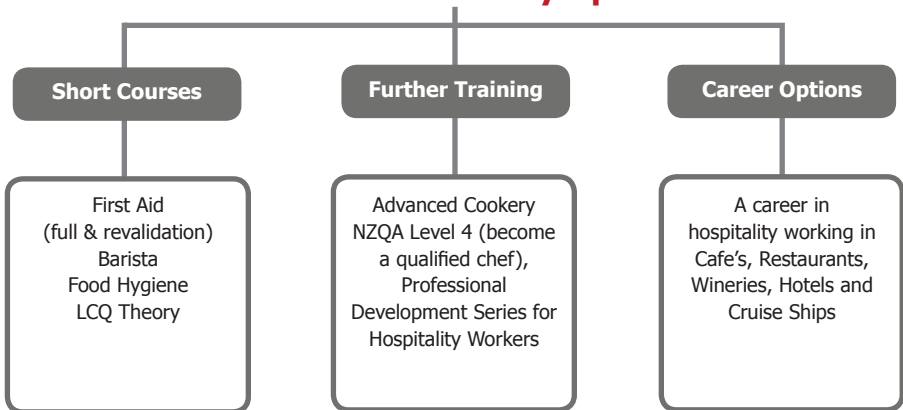 Short Courses
Further Training
Career Options
First Aid
(full & revalidation)
Barista
Food Hygiene
LCQ Theory
Advanced Cookery
NZQA Level 4 (become
a qualified chef),
Professional
Development Series for
Hospitality Workers
A career in
hospitality working in
Cafe's, Restaurants,
Wineries, Hotels and
Cruise Ships